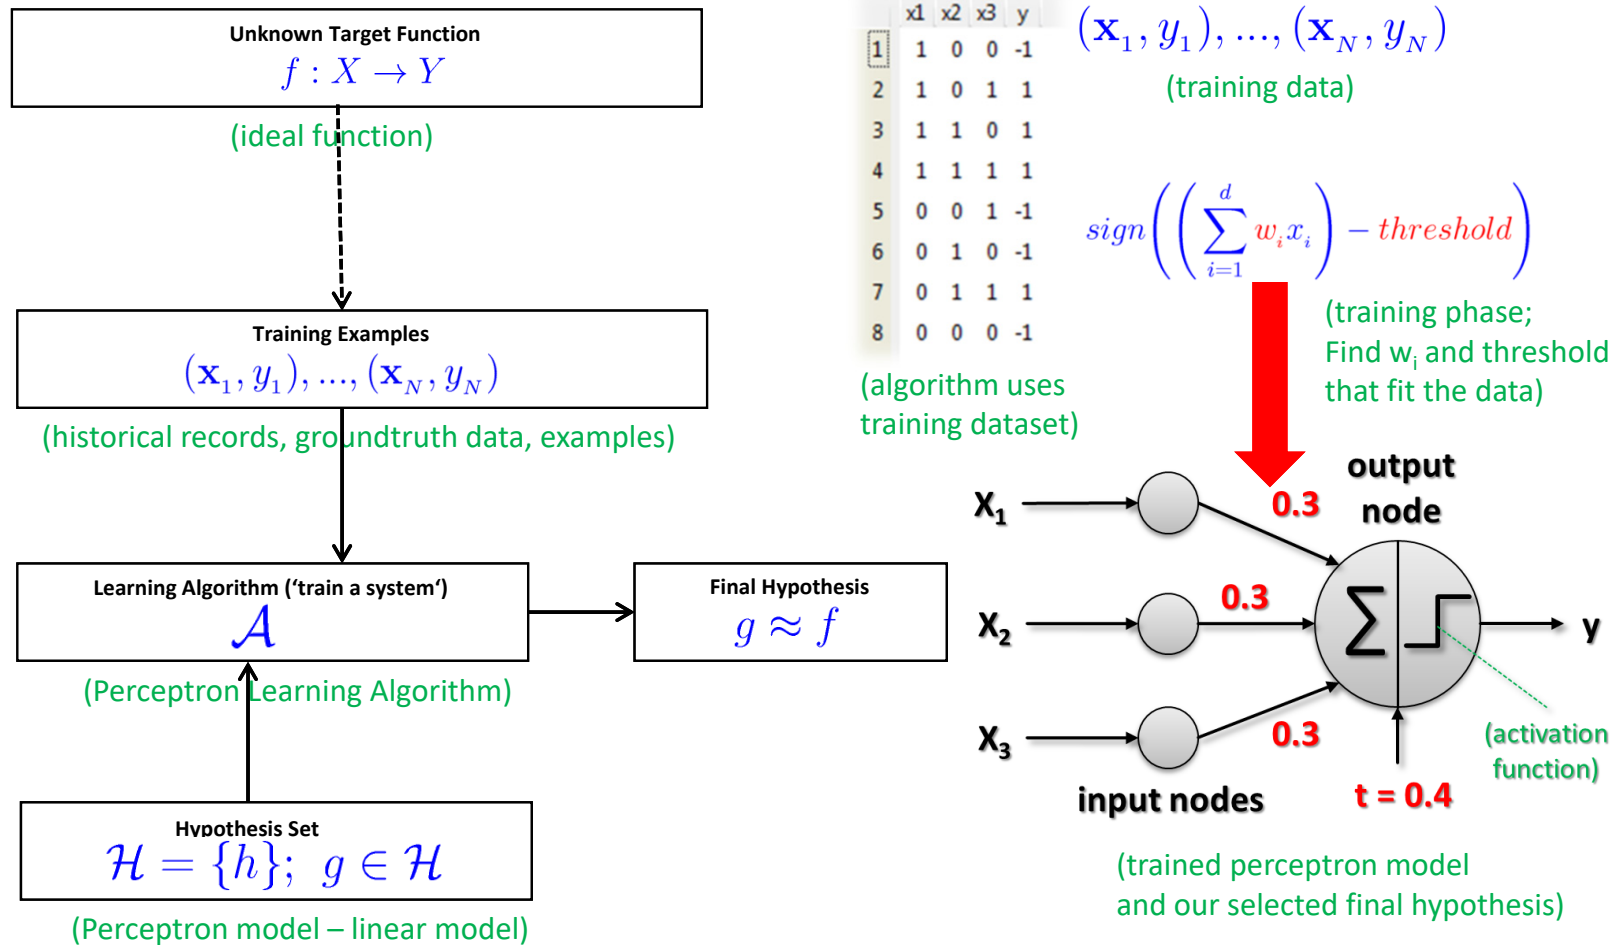 Unknown Target Function
f : X → Y
(ideal function)
Training Examples
(x₁, y₁), ..., (x_N, y_N)
(historical records, groundtruth data, examples)
Learning Algorithm (‘train a system‘)
𝒜
(Perceptron Learning Algorithm)
Final Hypothesis
g ≈ f
Hypothesis Set
ℋ = {h}; g ∈ ℋ
(Perceptron model – linear model)
x1 x2 x3 y
1 1 0 0 -1
2 1 0 1 1
3 1 1 0 1
4 1 1 1 1
5 0 0 1 -1
6 0 1 0 -1
7 0 1 1 1
8 0 0 0 -1
(algorithm uses
training dataset)
(x₁, y₁), ..., (x_N, y_N)
(training data)
sign((∑_{i=1}^{d} w_i x_i) − threshold)
(training phase;
Find wᵢ and threshold
that fit the data)
output
node
X₁
0.3
X₂
0.3
∑
y
X₃
0.3
input nodes
t = 0.4
(activation
function)
(trained perceptron model
and our selected final hypothesis)